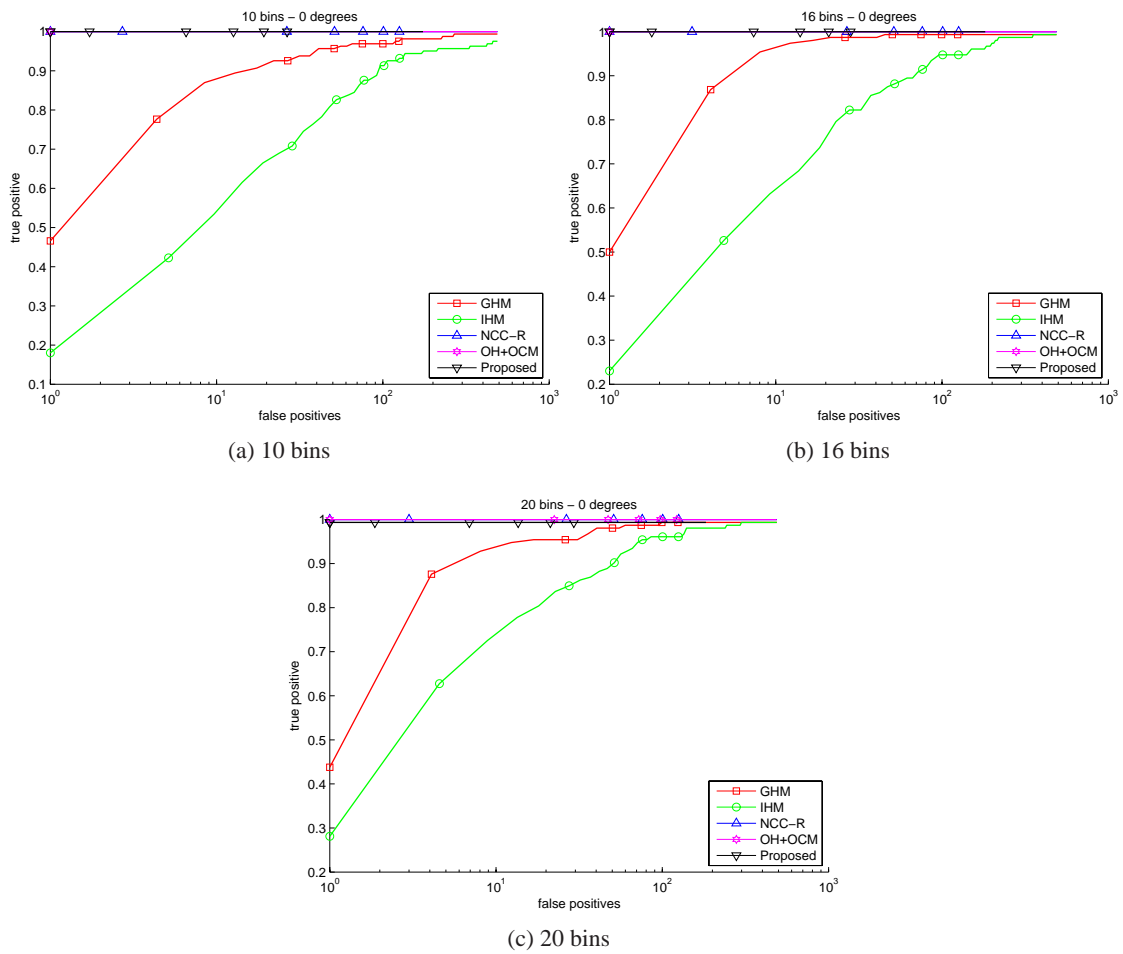 10 bins − 0 degrees
1
0.9
0.8
0.7
0.6
0.5
0.4
0.3
0.2
0.1
true positive
10^0 10^1 10^2 10^3
false positives
GHM
IHM
NCC−R
OH+OCM
Proposed
(a) 10 bins
16 bins − 0 degrees
1
0.9
0.8
0.7
0.6
0.5
0.4
0.3
0.2
true positive
10^0 10^1 10^2 10^3
false positives
GHM
IHM
NCC−R
OH+OCM
Proposed
(b) 16 bins
20 bins − 0 degrees
1
0.9
0.8
0.7
0.6
0.5
0.4
0.3
0.2
true positive
10^0 10^1 10^2 10^3
false positives
GHM
IHM
NCC−R
OH+OCM
Proposed
(c) 20 bins